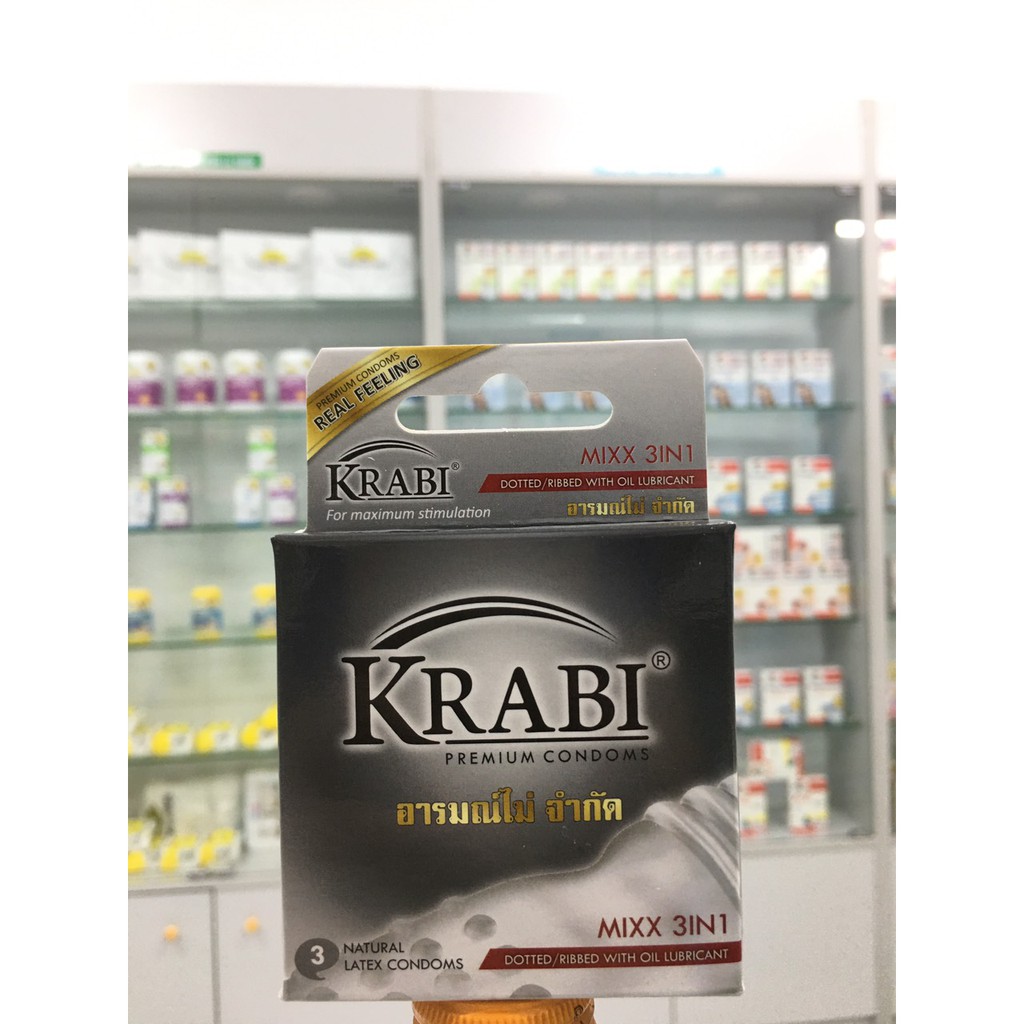 PREMIUM CONDOMS
REAL FEELING
KRABI®
For maximum stimulation
MIXX 3IN1
DOTTED/RIBBED WITH OIL LUBRICANT
อารมณ์ไม่ จำกัด
KRABI®
PREMIUM CONDOMS
อารมณ์ไม่ จำกัด
MIXX 3IN1
3 NATURAL
LATEX CONDOMS
DOTTED/RIBBED WITH OIL LUBRICANT